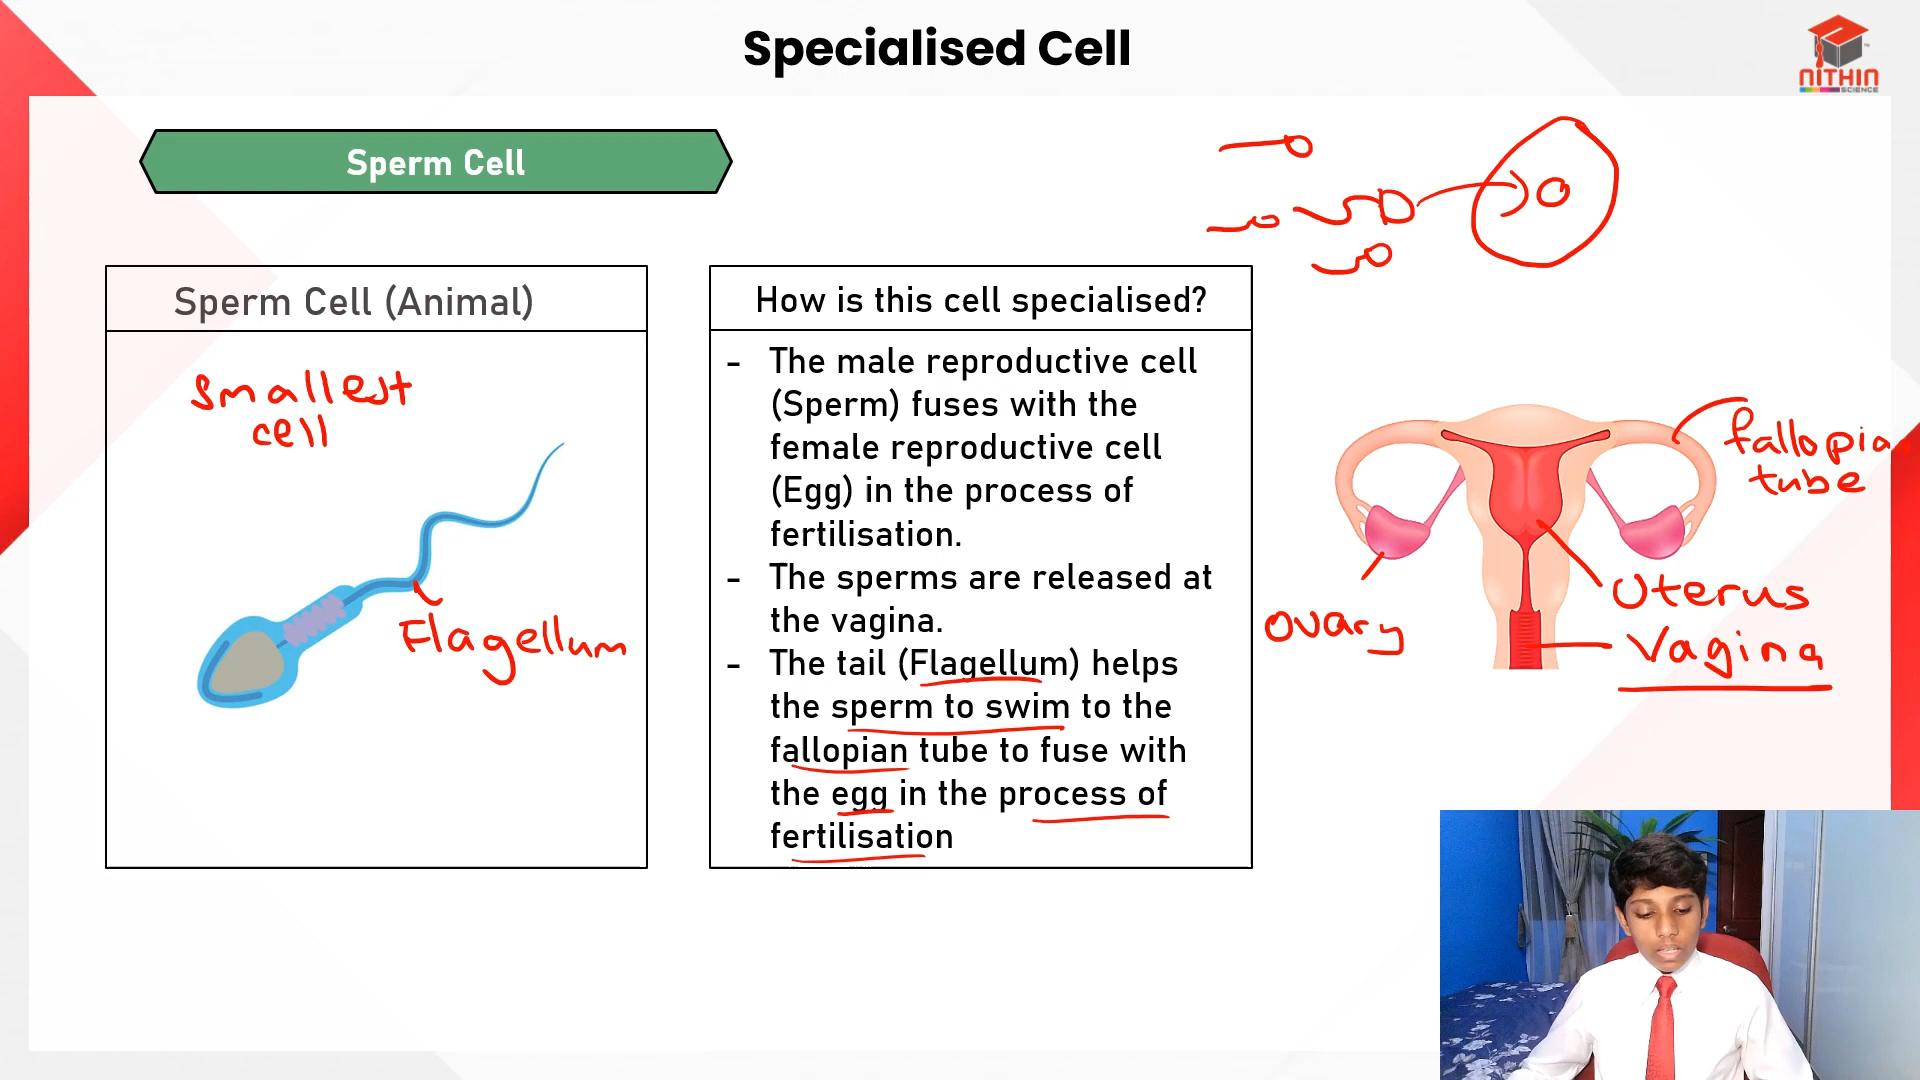 Specialised Cell
NITHIN
SCIENCE
Sperm Cell
Sperm Cell (Animal)
smallest
cell
Flagellum
How is this cell specialised?
- The male reproductive cell
(Sperm) fuses with the
female reproductive cell
(Egg) in the process of
fertilisation.
- The sperms are released at
the vagina.
- The tail (Flagellum) helps
the sperm to swim to the
fallopian tube to fuse with
the egg in the process of
fertilisation
fallopian
tube
Uterus
Ovary
Vagina